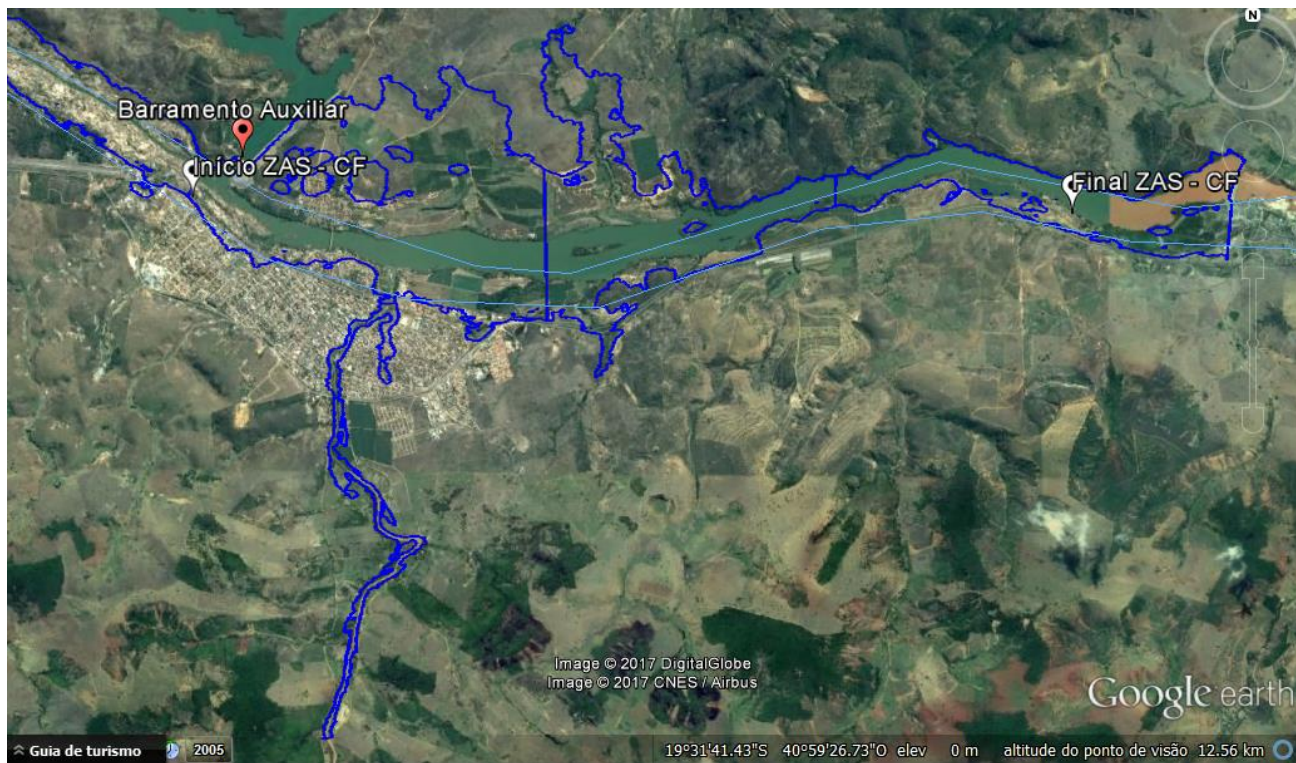 N
Barramento Auxiliar
Início ZAS - CF
Final ZAS - CF
Image © 2017 DigitalGlobe
Image © 2017 CNES / Airbus
Google earth
Guia de turismo
2005
19°31'41.43"S 40°59'26.73"O elev 0 m altitude do ponto de visão 12.56 km